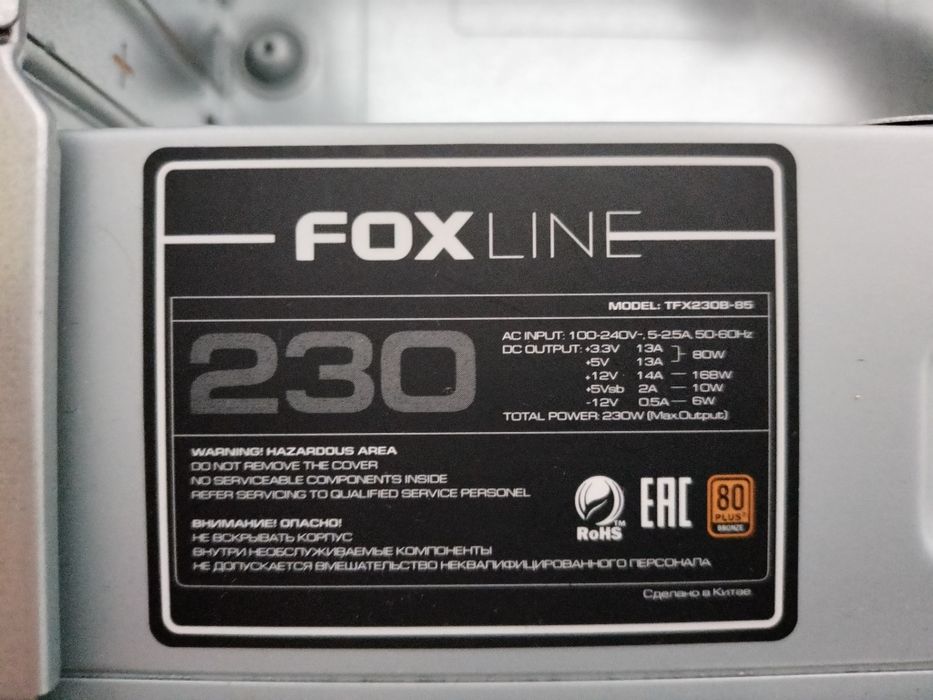 FOXLINE
MODEL: TFX230B-85
230
AC INPUT: 100-240V~, 5-2.5A, 50-60Hz
DC OUTPUT: +3.3V 13A
+5V 13A 80W
+12V 14A — 168W
+5Vsb 2A — 10W
-12V 0.5A — 6W
TOTAL POWER: 230W (Max.Output)
WARNING! HAZARDOUS AREA
DO NOT REMOVE THE COVER
NO SERVICEABLE COMPONENTS INSIDE
REFER SERVICING TO QUALIFIED SERVICE PERSONEL
ВНИМАНИЕ! ОПАСНО!
НЕ ВСКРЫВАТЬ КОРПУС
ВНУТРИ НЕОБСЛУЖИВАЕМЫЕ КОМПОНЕНТЫ
НЕ ДОПУСКАЕТСЯ ВМЕШАТЕЛЬСТВО НЕКВАЛИФИЦИРОВАННОГО ПЕРСОНАЛА
RoHS
TM
EAC
80
PLUS®
BRONZE
Сделано в Китае